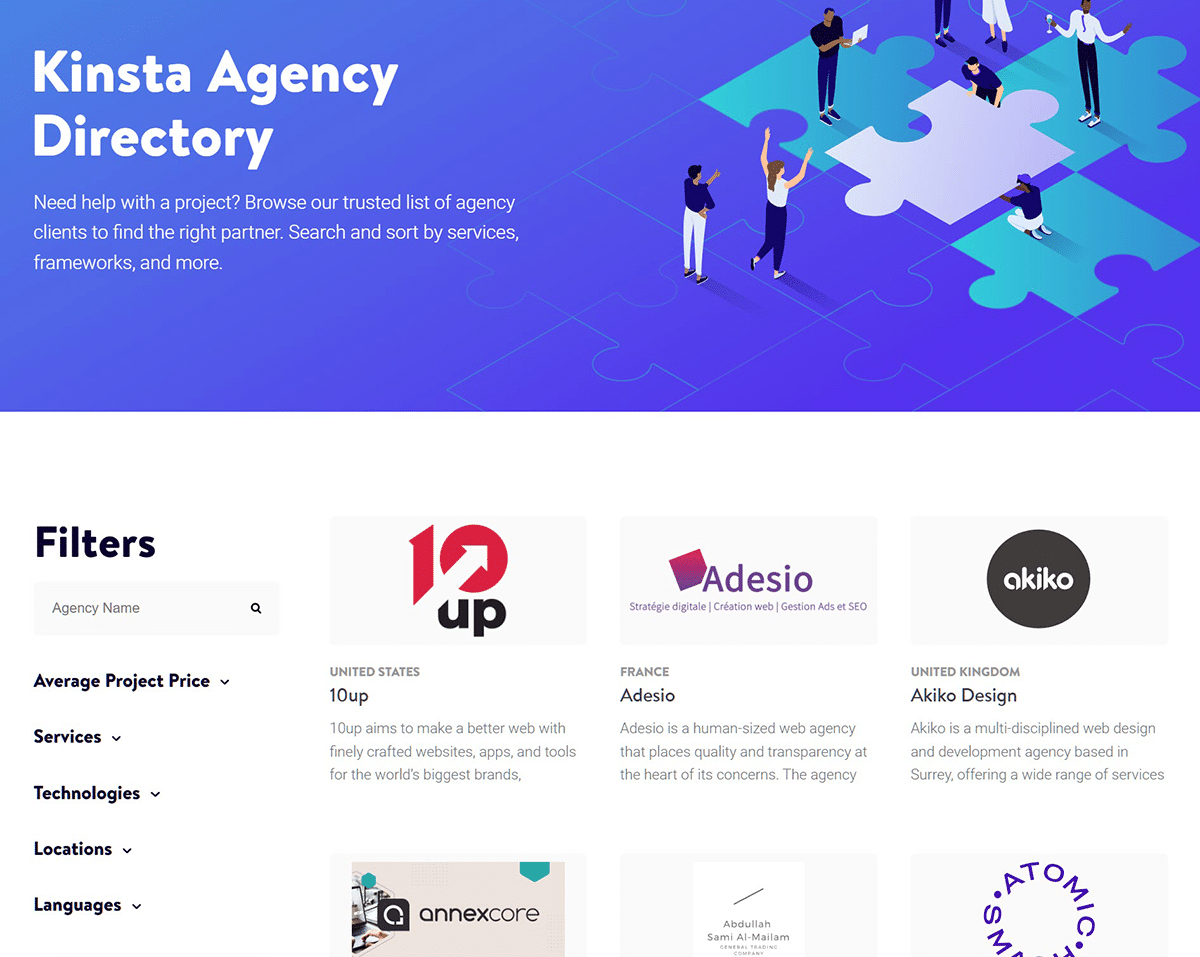 Kinsta Agency
Directory
Need help with a project? Browse our trusted list of agency
clients to find the right partner. Search and sort by services,
frameworks, and more.
Filters
Agency Name
Average Project Price
Services
Technologies
Locations
Languages
10up
UNITED STATES
10up
10up aims to make a better web with
finely crafted websites, apps, and tools
for the world's biggest brands,
Adesio
Stratégie digitale | Création web | Gestion Ads et SEO
FRANCE
Adesio
Adesio is a human-sized web agency
that places quality and transparency at
the heart of its concerns. The agency
akiko
UNITED KINGDOM
Akiko Design
Akiko is a multi-disciplined web design
and development agency based in
Surrey, offering a wide range of services
annexcore
Abdullah
Sami Al-Mailam
GENERAL TRADING
COMPANY
ATOMIC